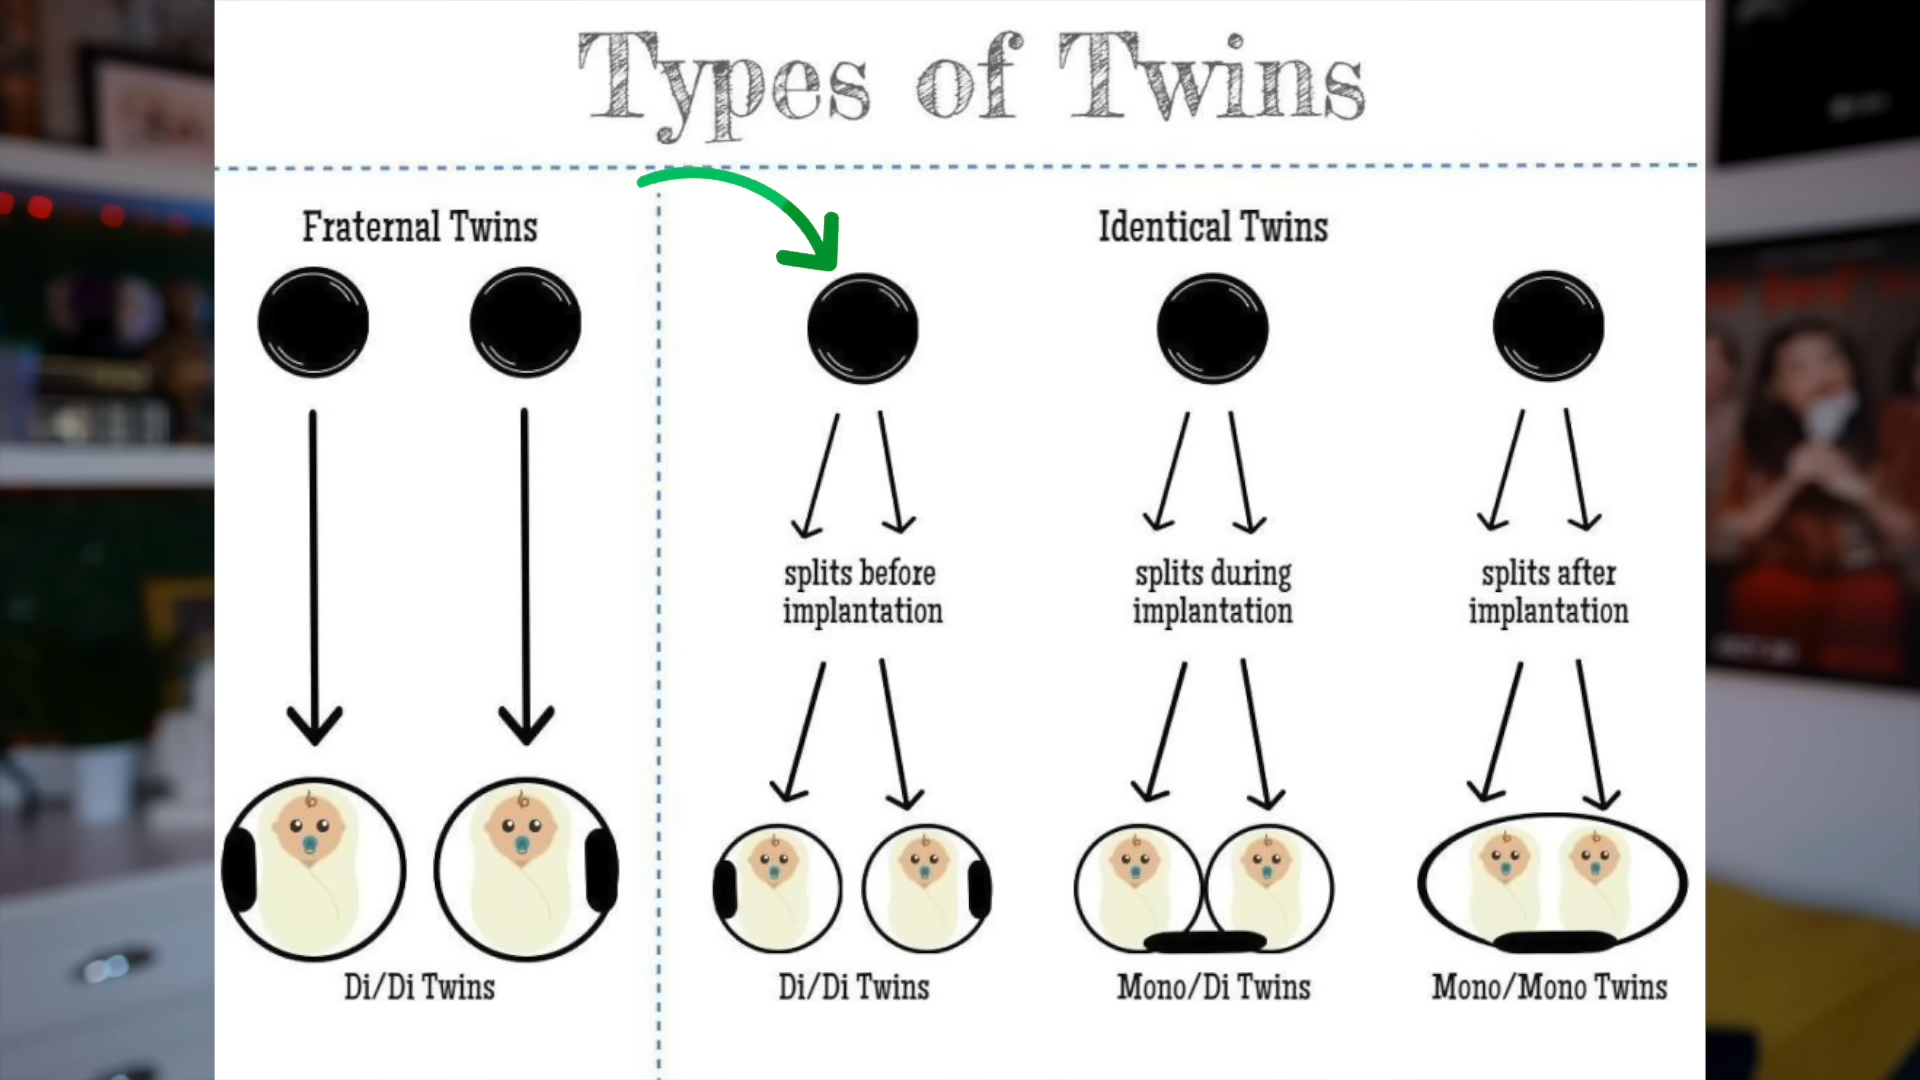 Types of Twins
Fraternal Twins
Identical Twins
splits before
implantation
splits during
implantation
splits after
implantation
Di/Di Twins
Di/Di Twins
Mono/Di Twins
Mono/Mono Twins